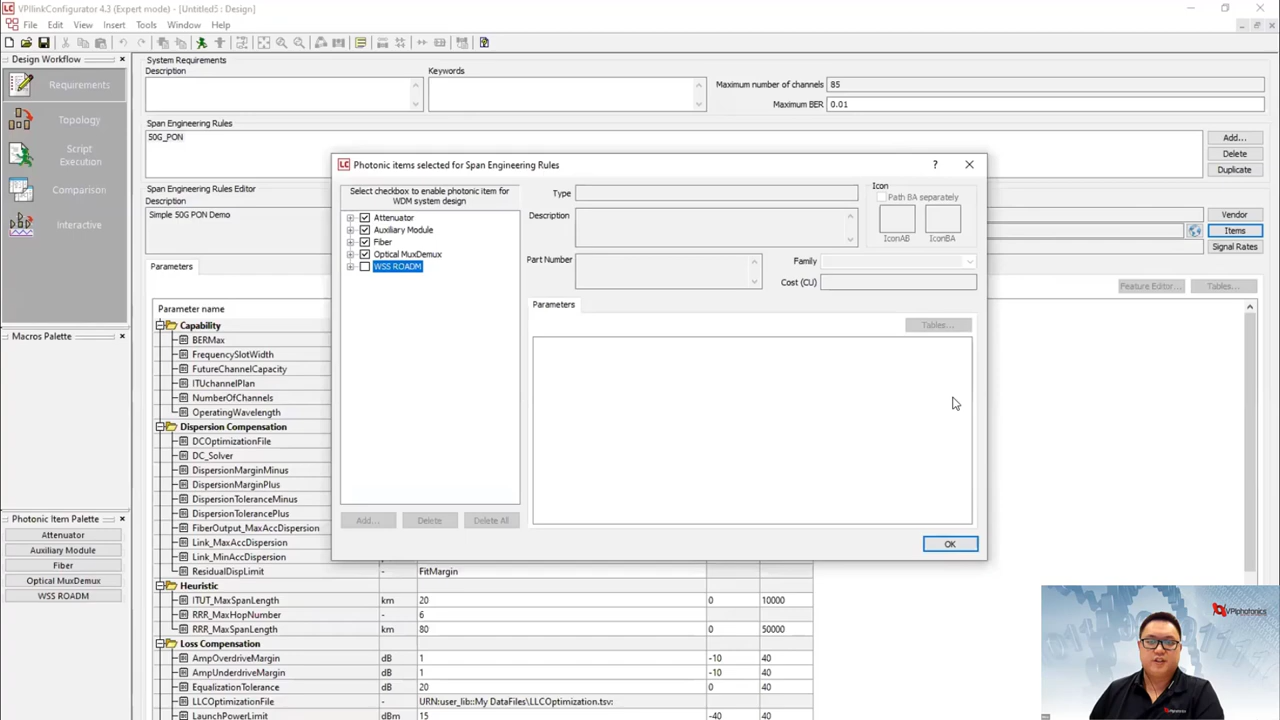 LC VPIlinkConfigurator 4.3 (Expert mode) - [Untitled5 : Design]
File Edit View Insert Tools Window Help
Design Workflow
Requirements
Topology
Script
Execution
Comparison
Interactive
Macros Palette
Photonic Item Palette
Attenuator
Auxiliary Module
Fiber
Optical MuxDemux
WSS ROADM
System Requirements
Description
Keywords
Maximum number of channels 85
Maximum BER 0.01
Span Engineering Rules
50G_PON
Add...
Delete
Duplicate
Span Engineering Rules Editor
Description
Simple 50G PON Demo
Vendor
Items
Signal Rates
Parameters
Feature Editor...
Tables...
Parameter name
Capability
BERMax
FrequencySlotWidth
FutureChannelCapacity
ITUchannelPlan
NumberOfChannels
OperatingWavelength
Dispersion Compensation
DCOptimizationFile
DC_Solver
DispersionMarginMinus
DispersionMarginPlus
DispersionToleranceMinus
DispersionTolerancePlus
FiberOutput_MaxAccDispersion
Link_MaxAccDispersion
Link_MinAccDispersion
ResidualDispLimit - FitMargin
Heuristic
ITUT_MaxSpanLength km 20 0 10000
RRR_MaxHopNumber - 6
RRR_MaxSpanLength km 80 0 50000
Loss Compensation
AmpOverdriveMargin dB 1 -10 40
AmpUnderdriveMargin dB 1 -10 40
EqualizationTolerance dB 20 0 40
LLCOptimizationFile - URN:user_lib::My DataFiles\LLCOptimization.tsv:
LaunchPowerLimit dBm 15 -40 40
LC Photonic items selected for Span Engineering Rules
?
Select checkbox to enable photonic item for
WDM system design
Attenuator
Auxiliary Module
Fiber
Optical MuxDemux
WSS ROADM
Add...
Delete
Delete All
Type
Description
Part Number
Icon
Path BA separately
IconAB
IconBA
Family
Cost (CU)
Parameters
Tables...
OK
VPIphotonics